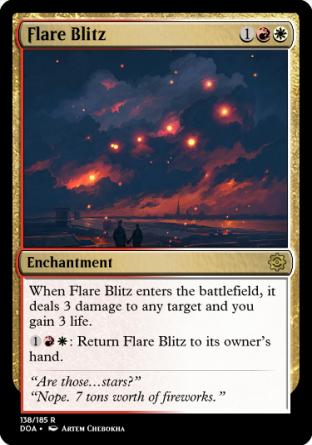 Flare Blitz 1
Enchantment
When Flare Blitz enters the battlefield, it
deals 3 damage to any target and you
gain 3 life.
1: Return Flare Blitz to its owner's
hand.
“Are those...stars?”
“Nope. 7 tons worth of fireworks.”
138/185 R
DOA • Artem Chebokha